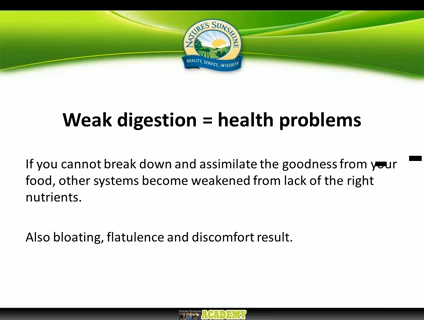 NATURE'S SUNSHINE
QUALITY, SERVICE, INTEGRITY
Weak digestion = health problems
If you cannot break down and assimilate the goodness from your
food, other systems become weakened from lack of the right
nutrients.
Also bloating, flatulence and discomfort result.
ACADEMY